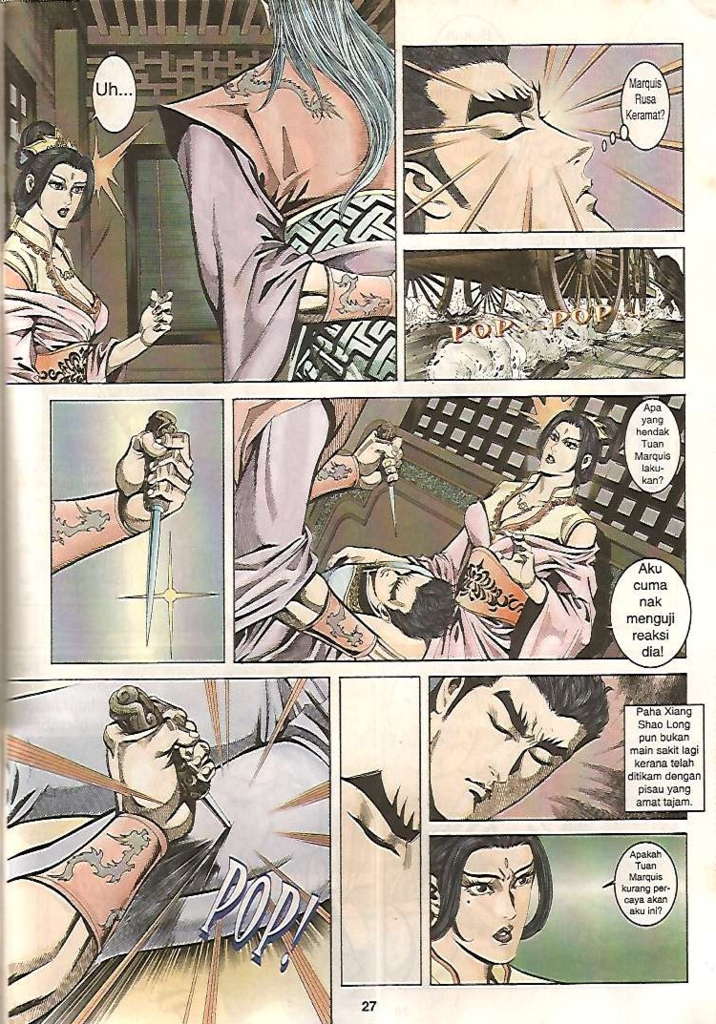 Uh...
Marquis
Rusa
Keramat?
POP POP
Apa
yang
hendak
Tuan
Marquis
laku-
kan?
Aku
cuma
nak
menguji
reaksi
dia!
POP!
Paha Xiang
Shao Long
pun bukan
main sakit lagi
kerana telah
ditikam dengan
pisau yang
amat tajam.
Apakah
Tuan
Marquis
kurang per-
caya akan
aku ini?
27